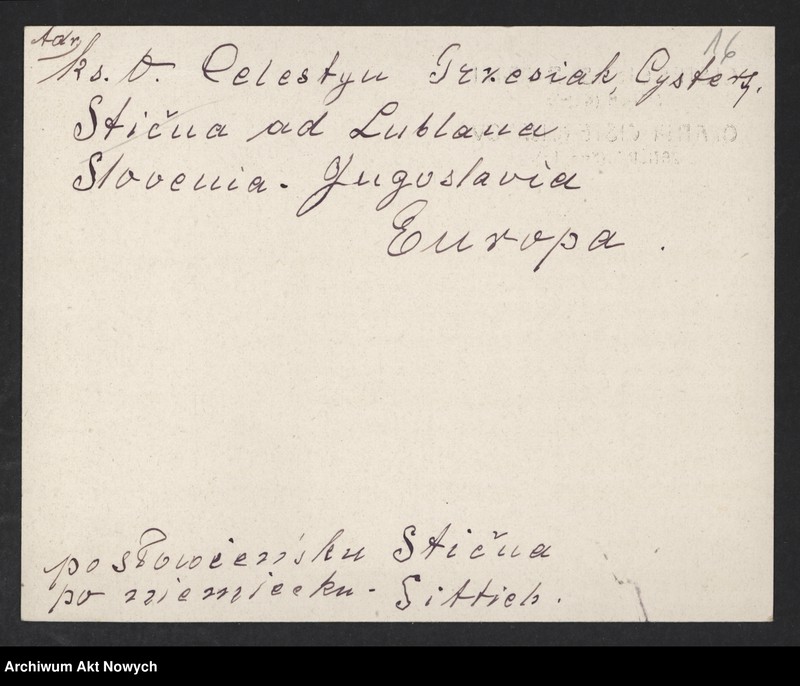 Adr
16
ks. O. Celestyn Trzesiak, Cysters.
Stična ad Lublana
Slovenia. Jugoslavia
Europa.
po słoweńsku Stična
po niemiecku - Sittich.
Archiwum Akt Nowych